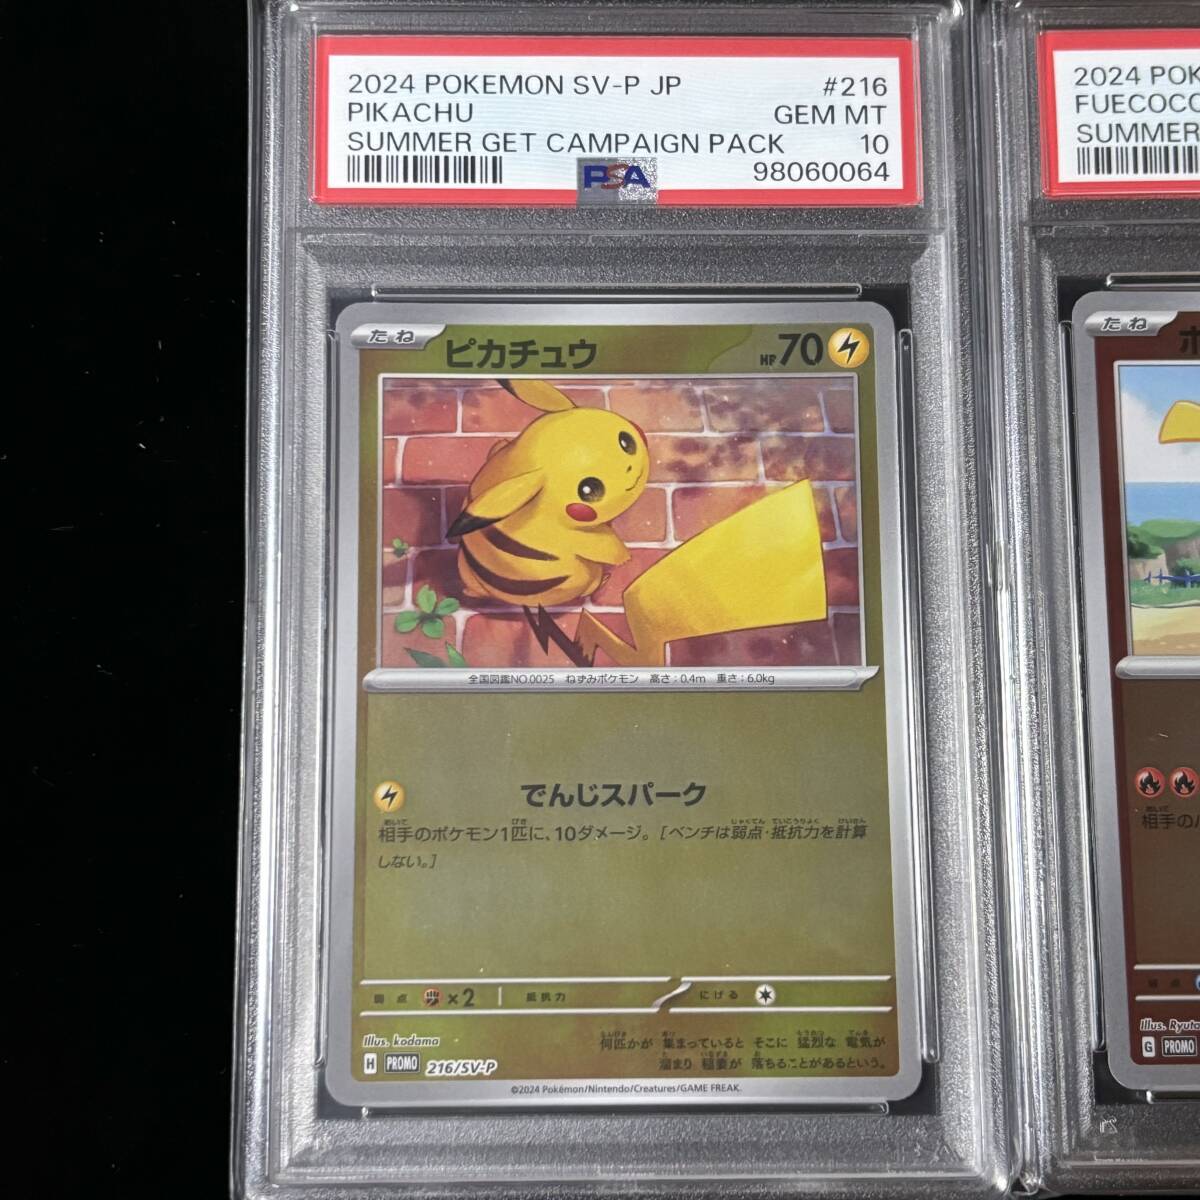 2024 POKEMON SV-P JP #216
PIKACHU GEM MT
SUMMER GET CAMPAIGN PACK 10
PSA 98060064
たね ピカチュウ HP 70
全国図鑑NO.0025 ねずみポケモン 高さ:0.4m 重さ:6.0kg
でんじスパーク
相手のポケモン1匹に、10ダメージ。[ベンチは弱点・抵抗力を計算
しない。]
弱点 ×2 抵抗力 にげる
Illus. kodama
何匹かが 集まっていると そこに 猛烈な 電気が
溜まり 稲妻が 落ちることがあるという。
H PROMO 216/SV-P
©2024 Pokémon/Nintendo/Creatures/GAME FREAK.
2024 POK
FUECOCO
SUMMER
たね
相手の
弱点
Illus. Ryuta
G PROMO